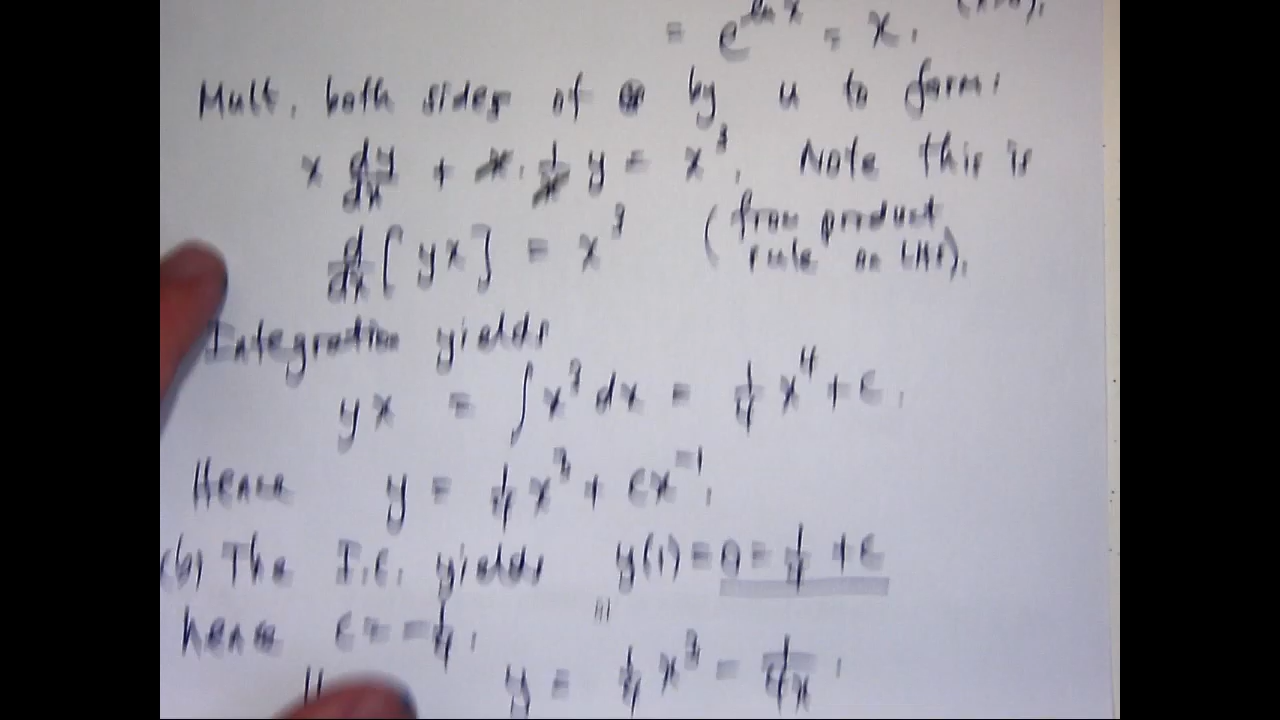 = e^{ln x} = x.
Mult. both sides of by u to form:
x dy/dx + x · 1/x y = x³. Note this is
d/dx [yx] = x³ (from product
rule on LHS).
Integration yields
yx = ∫ x³ dx = 1/4 x⁴ + c.
Hence y = 1/4 x³ + cx⁻¹.
(b) The I.C. yields y(1) = 0 = 1/4 + c
hence c = -1/4.
y = 1/4 x³ - 1/4x.